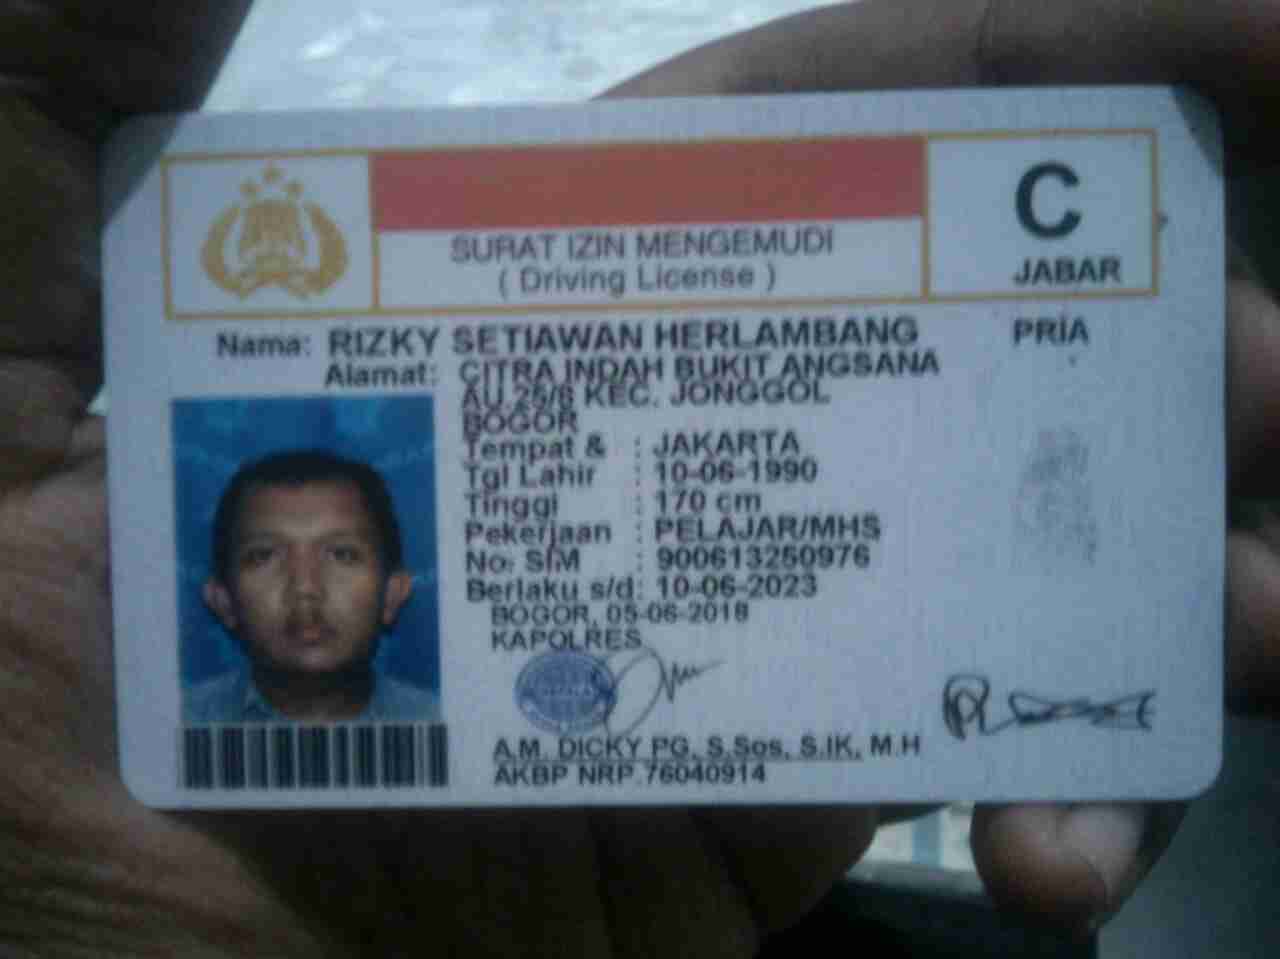 SURAT IZIN MENGEMUDI
( Driving License )
C
JABAR
Nama: RIZKY SETIAWAN HERLAMBANG
PRIA
Alamat: CITRA INDAH BUKIT ANGSANA
AU 25/8 KEC. JONGGOL
BOGOR
Tempat & : JAKARTA
Tgl Lahir : 10-06-1990
Tinggi : 170 cm
Pekerjaan : PELAJAR/MHS
No. SIM : 900613250976
Berlaku s/d: 10-06-2023
BOGOR, 05-06-2018
KAPOLRES
A.M. DICKY PG, S.Sos, S.IK, M.H
AKBP NRP.76040914